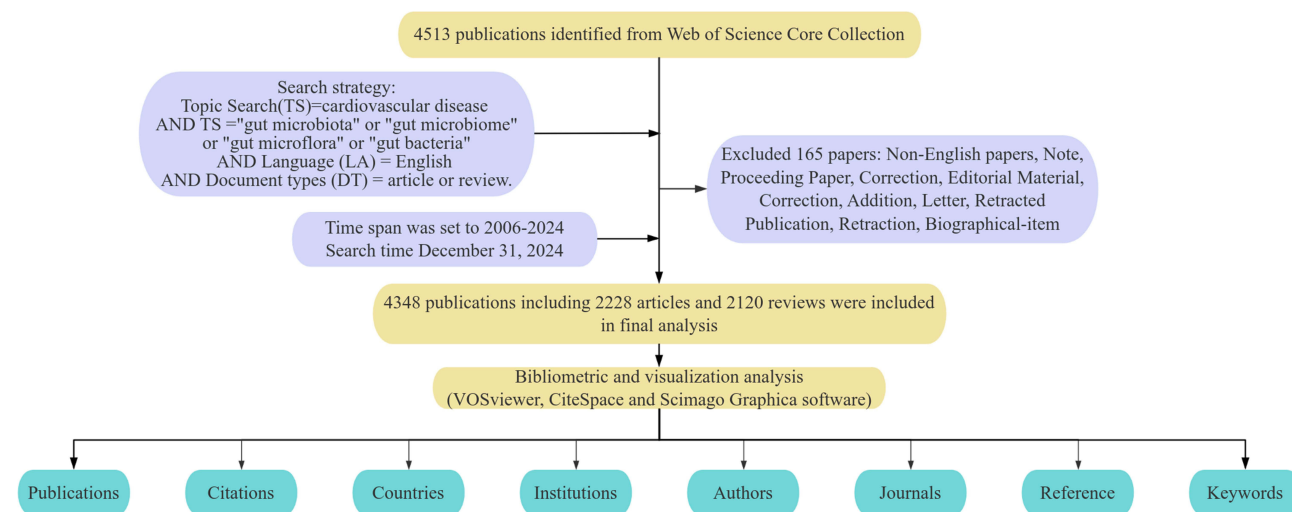 4513 publications identified from Web of Science Core Collection
Search strategy:
Topic Search(TS)=cardiovascular disease
AND TS ="gut microbiota" or "gut microbiome"
or "gut microflora" or "gut bacteria"
AND Language (LA) = English
AND Document types (DT) = article or review.
Excluded 165 papers: Non-English papers, Note,
Proceeding Paper, Correction, Editorial Material,
Correction, Addition, Letter, Retracted
Publication, Retraction, Biographical-item
Time span was set to 2006-2024
Search time December 31, 2024
4348 publications including 2228 articles and 2120 reviews were included
in final analysis
Bibliometric and visualization analysis
(VOSviewer, CiteSpace and Scimago Graphica software)
Publications
Citations
Countries
Institutions
Authors
Journals
Reference
Keywords